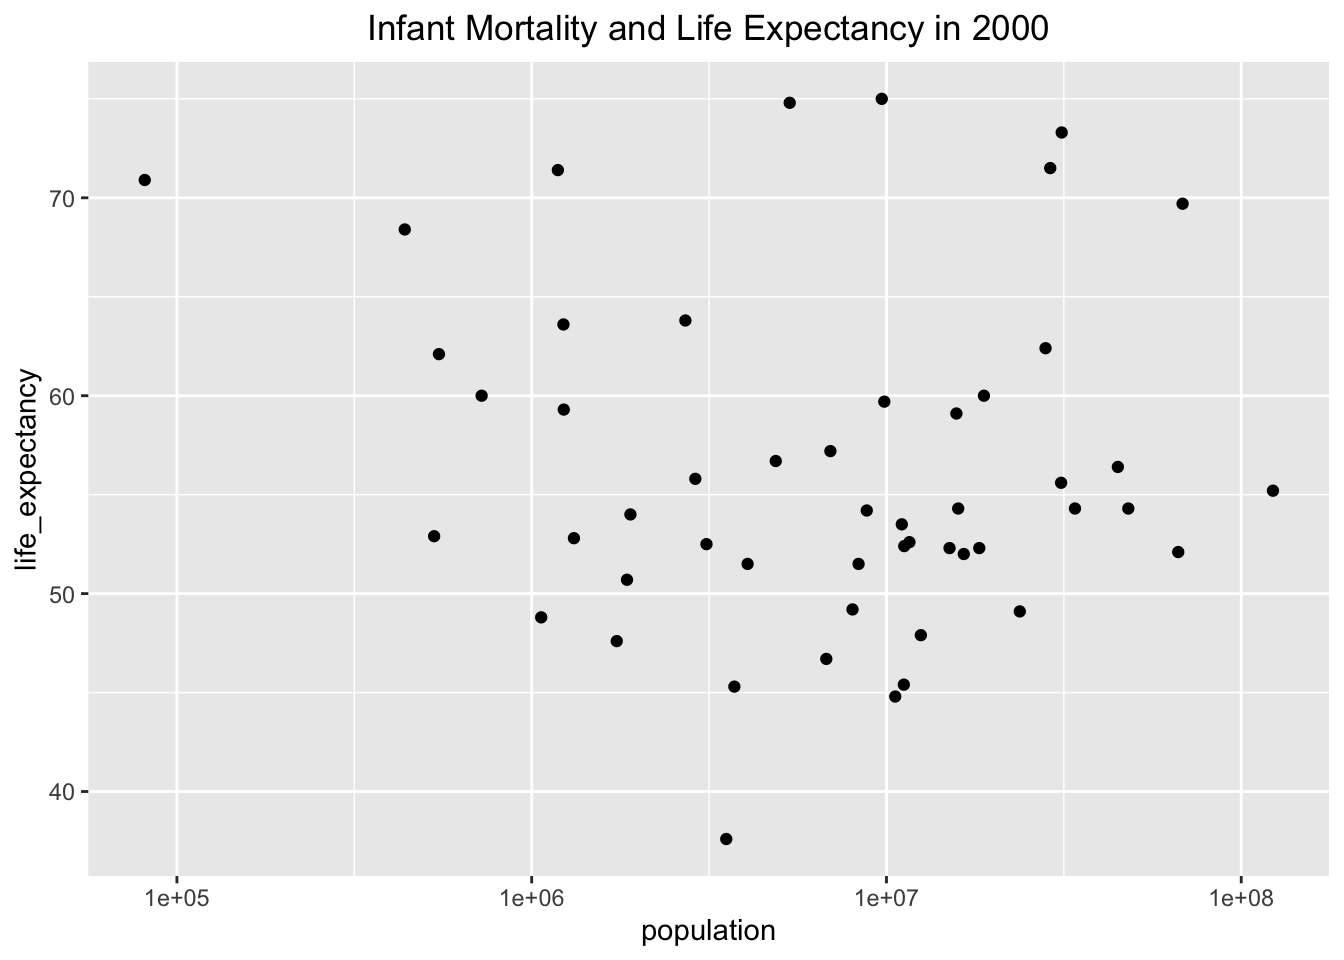 Infant Mortality and Life Expectancy in 2000
life_expectancy
70
60
50
40
1e+05 1e+06 1e+07 1e+08
population